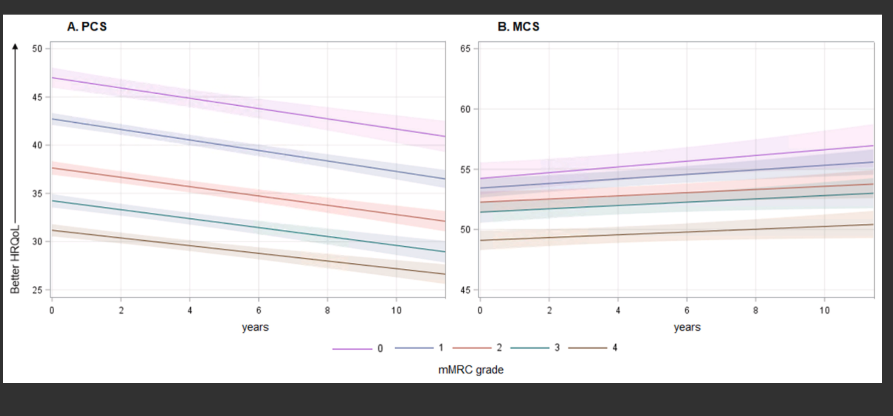 A. PCS
B. MCS
Better HRQoL
50
45
40
35
30
25
0 2 4 6 8 10
years
65
60
55
50
45
0 2 4 6 8 10
years
0 1 2 3 4
mMRC grade